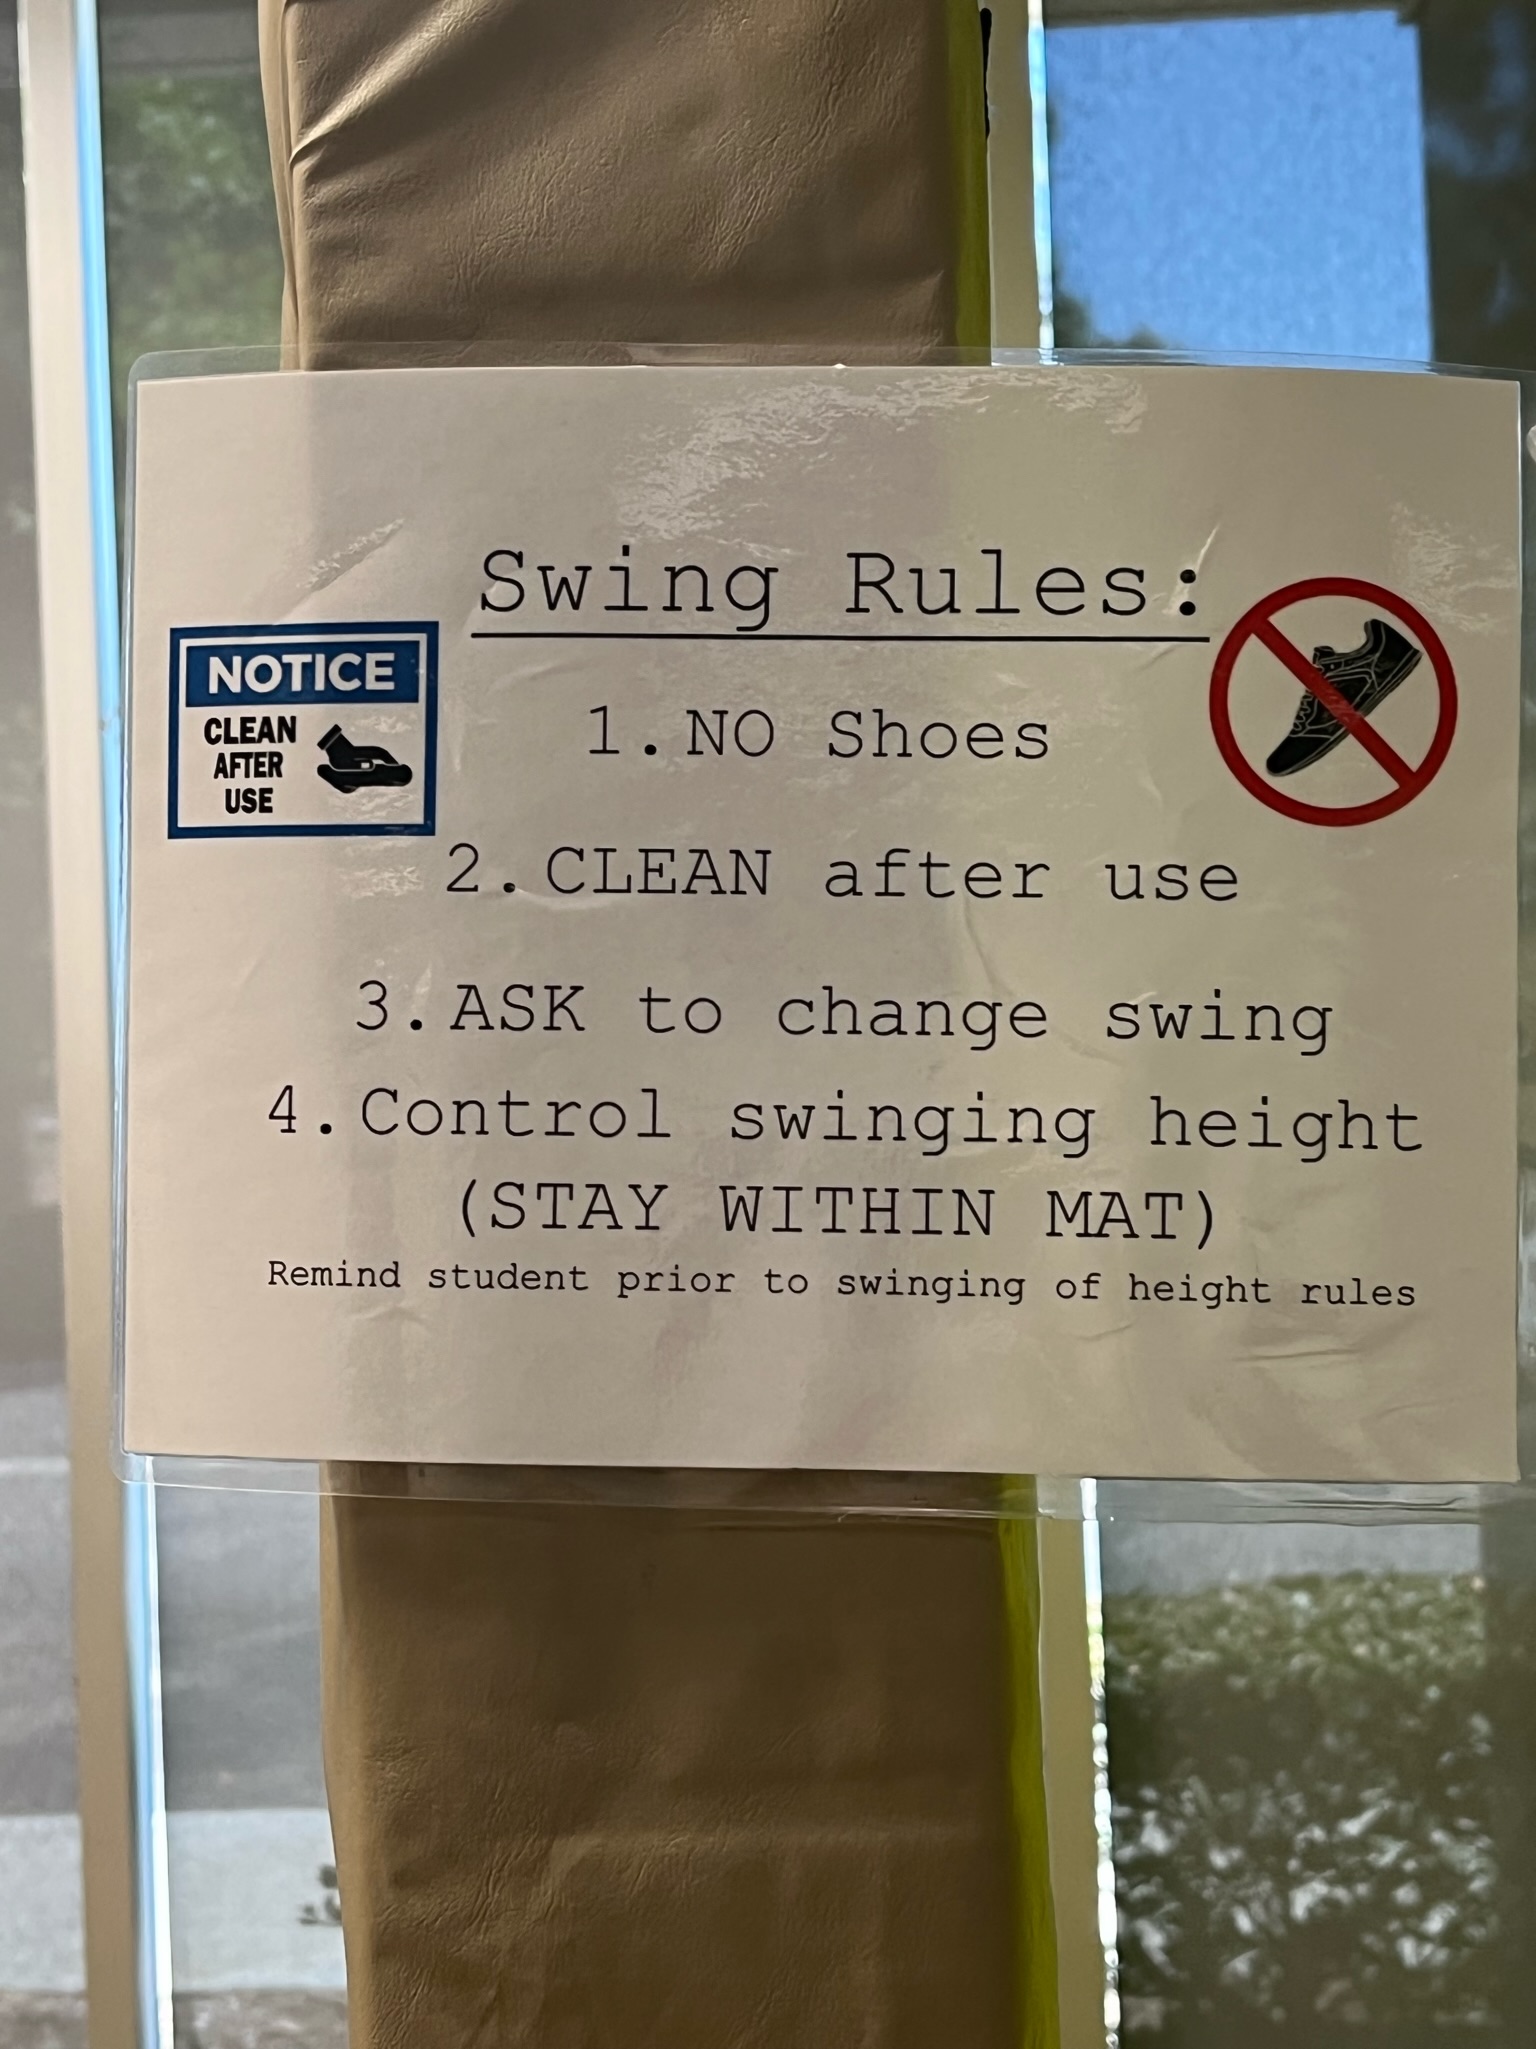 Swing Rules:
NOTICE
CLEAN
AFTER
USE
1. NO Shoes
2. CLEAN after use
3. ASK to change swing
4. Control swinging height
(STAY WITHIN MAT)
Remind student prior to swinging of height rules